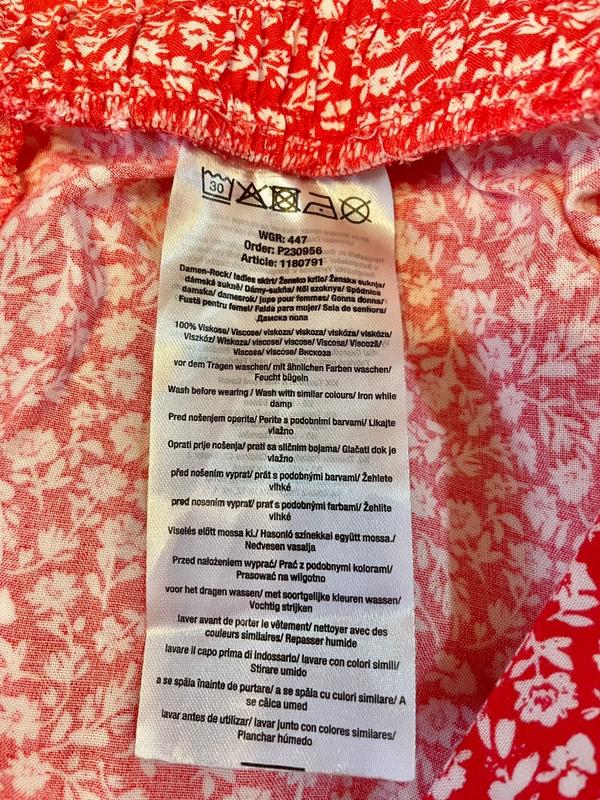 30
WGR: 447
Order: P230956
Article: 1180791
Damen-Rock/ ladies skirt/ Žensko krilo/ Ženska suknja/
dámská sukně/ Dámy-sukňa/ Női szoknya/ Spódnica
damska/ damesrok/ jupe pour femmes/ Gonna donna/
Fustă pentru femei/ Falda para mujer/ Saia de senhora/
Дамска пола
100% Viskose/ Viscose/ viskoza/ viskoza/ viskóza/ viskóza/
Viszkóz/ Wiskoza/ viscose/ viscose/ Viscosa/ Viscoză/
Viscosa/ viscose/ Вискоза
vor dem Tragen waschen/ mit ähnlichen Farben waschen/
Feucht bügeln
Wash before wearing / Wash with similar colours/ Iron while
damp
Pred nošenjem operite/ Perite s podobnimi barvami/ Likajte
vlažno
Oprati prije nošenja/ prati sa sličnim bojama/ Glačati dok je
vlažno
před nošením vyprat/ prát s podobnými barvami/ Žehlete
vlhké
pred nosením vyprať/ prať s podobnými farbami/ Žehlite
vlhké
Viselés előtt mossa ki./ Hasonló színekkel együtt mossa./
Nedvesen vasalja
Przed nałożeniem wyprać/ Prać z podobnymi kolorami/
Prasować na wilgotno
voor het dragen wassen/ met soortgelijke kleuren wassen/
Vochtig strijken
laver avant de porter le vêtement/ nettoyer avec des
couleurs similaires/ Repasser humide
lavare il capo prima di indossarlo/ lavare con colori simili/
Stirare umido
a se spăla înainte de purtare/ a se spăla cu culori similare/ A
se călca umed
lavar antes de utilizar/ lavar junto con colores similares/
Planchar húmedo